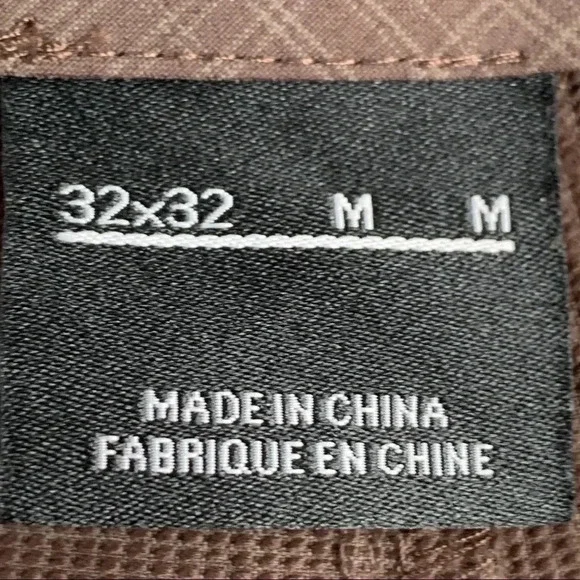 32x32 M M
MADE IN CHINA
FABRIQUE EN CHINE